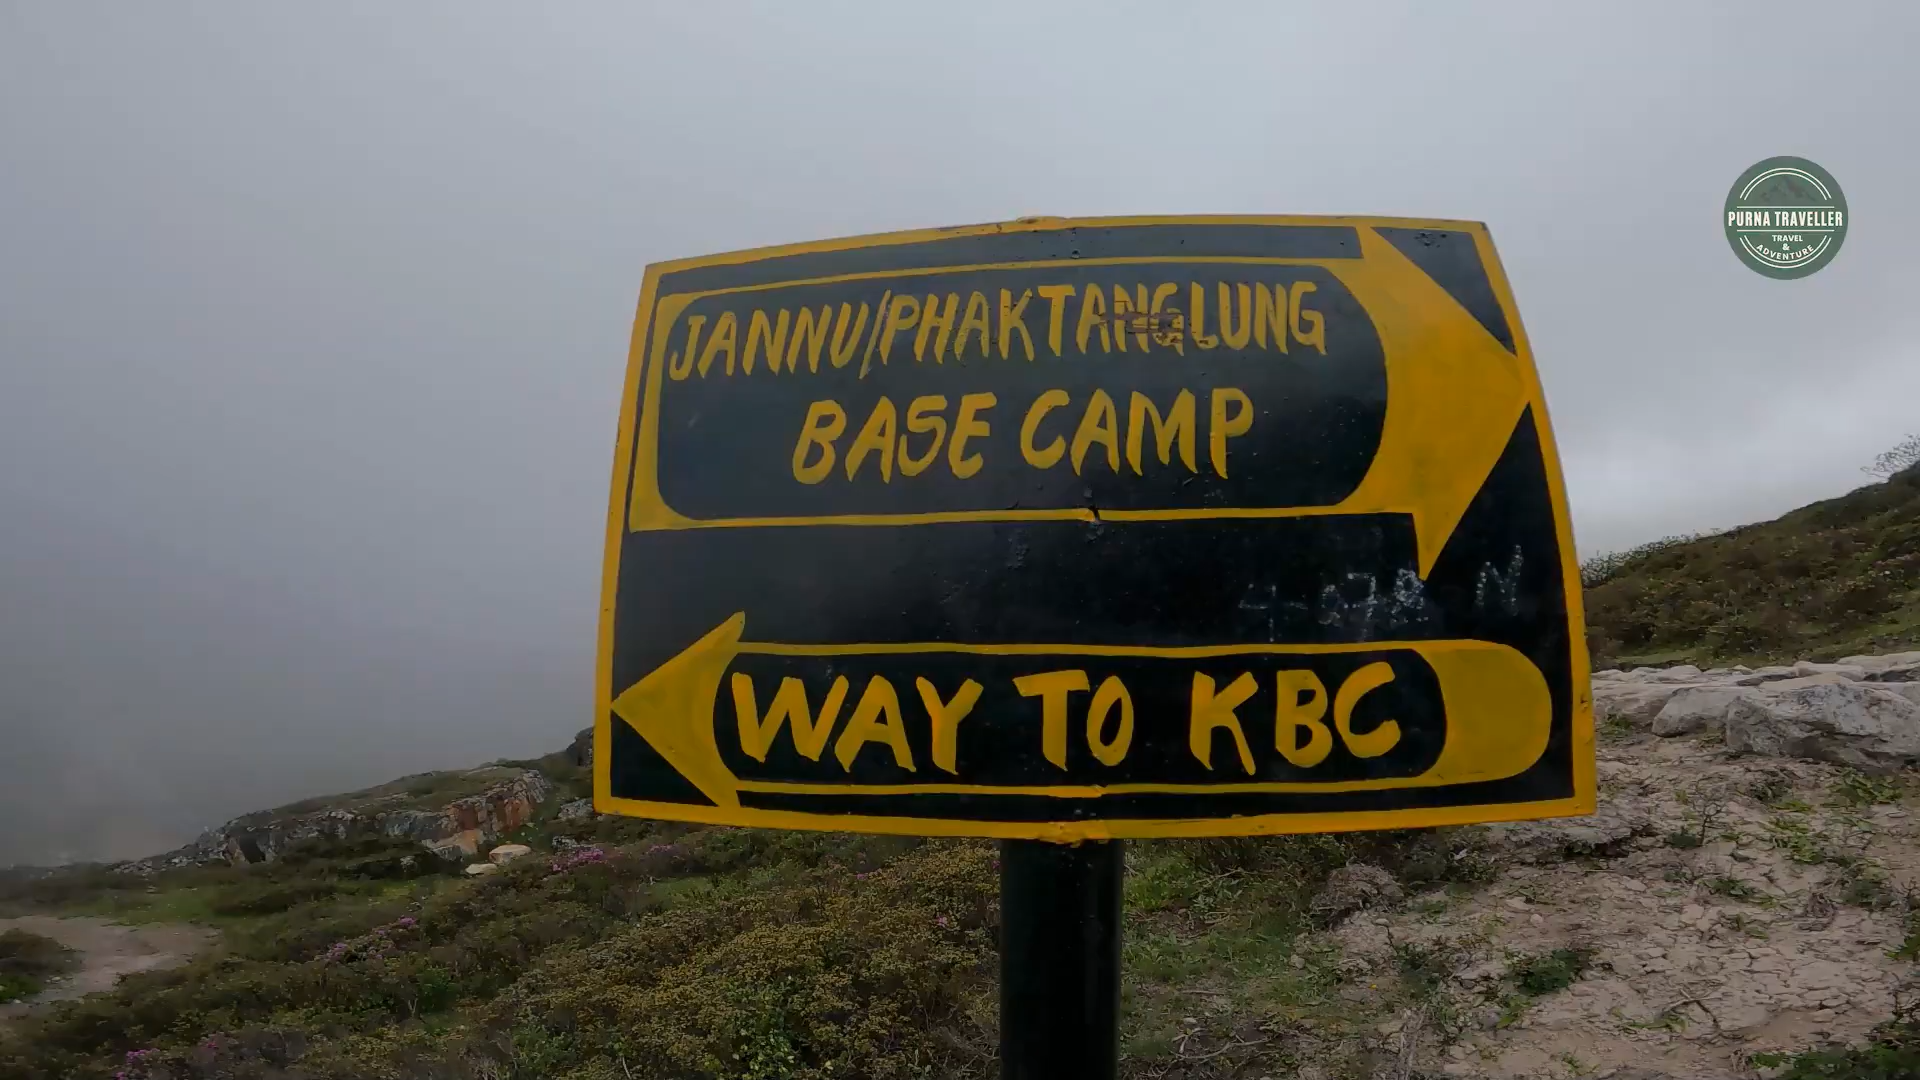 JANNU/PHAKTANGLUNG
BASE CAMP
WAY TO KBC
PURNA TRAVELLER
TRAVEL
&
ADVENTURE